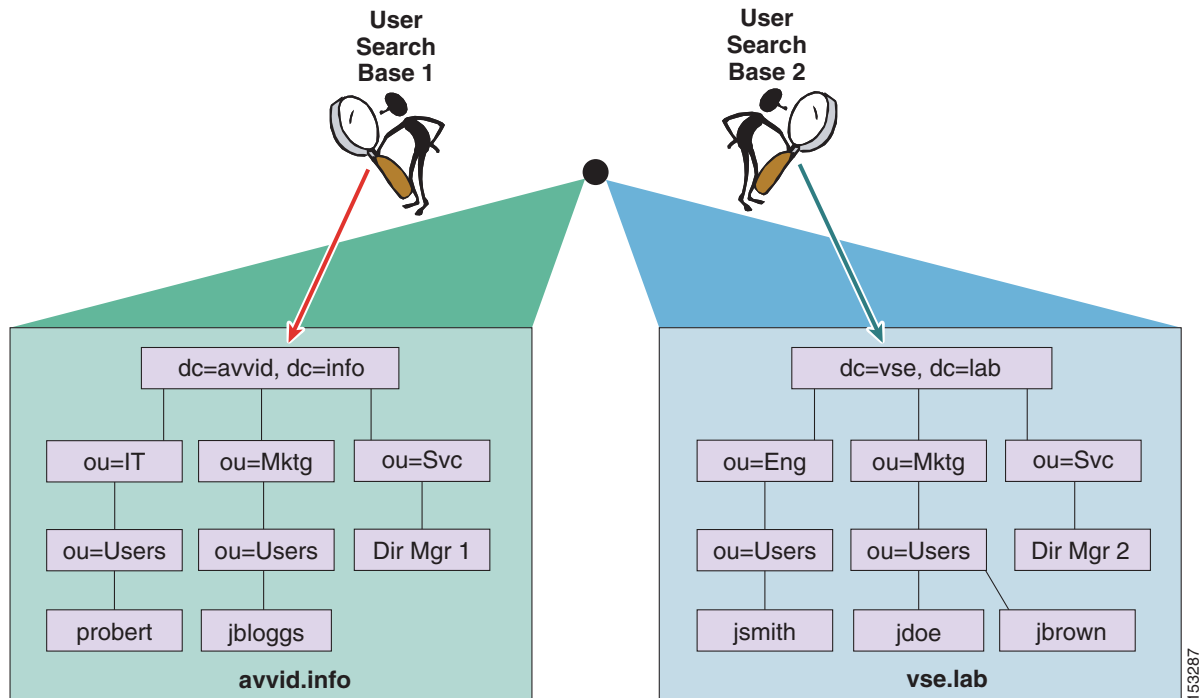 User
Search
Base 1
User
Search
Base 2
dc=avvid, dc=info
ou=IT
ou=Mktg
ou=Svc
ou=Users
ou=Users
Dir Mgr 1
probert
jbloggs
avvid.info
dc=vse, dc=lab
ou=Eng
ou=Mktg
ou=Svc
ou=Users
ou=Users
Dir Mgr 2
jsmith
jdoe
jbrown
vse.lab
153287